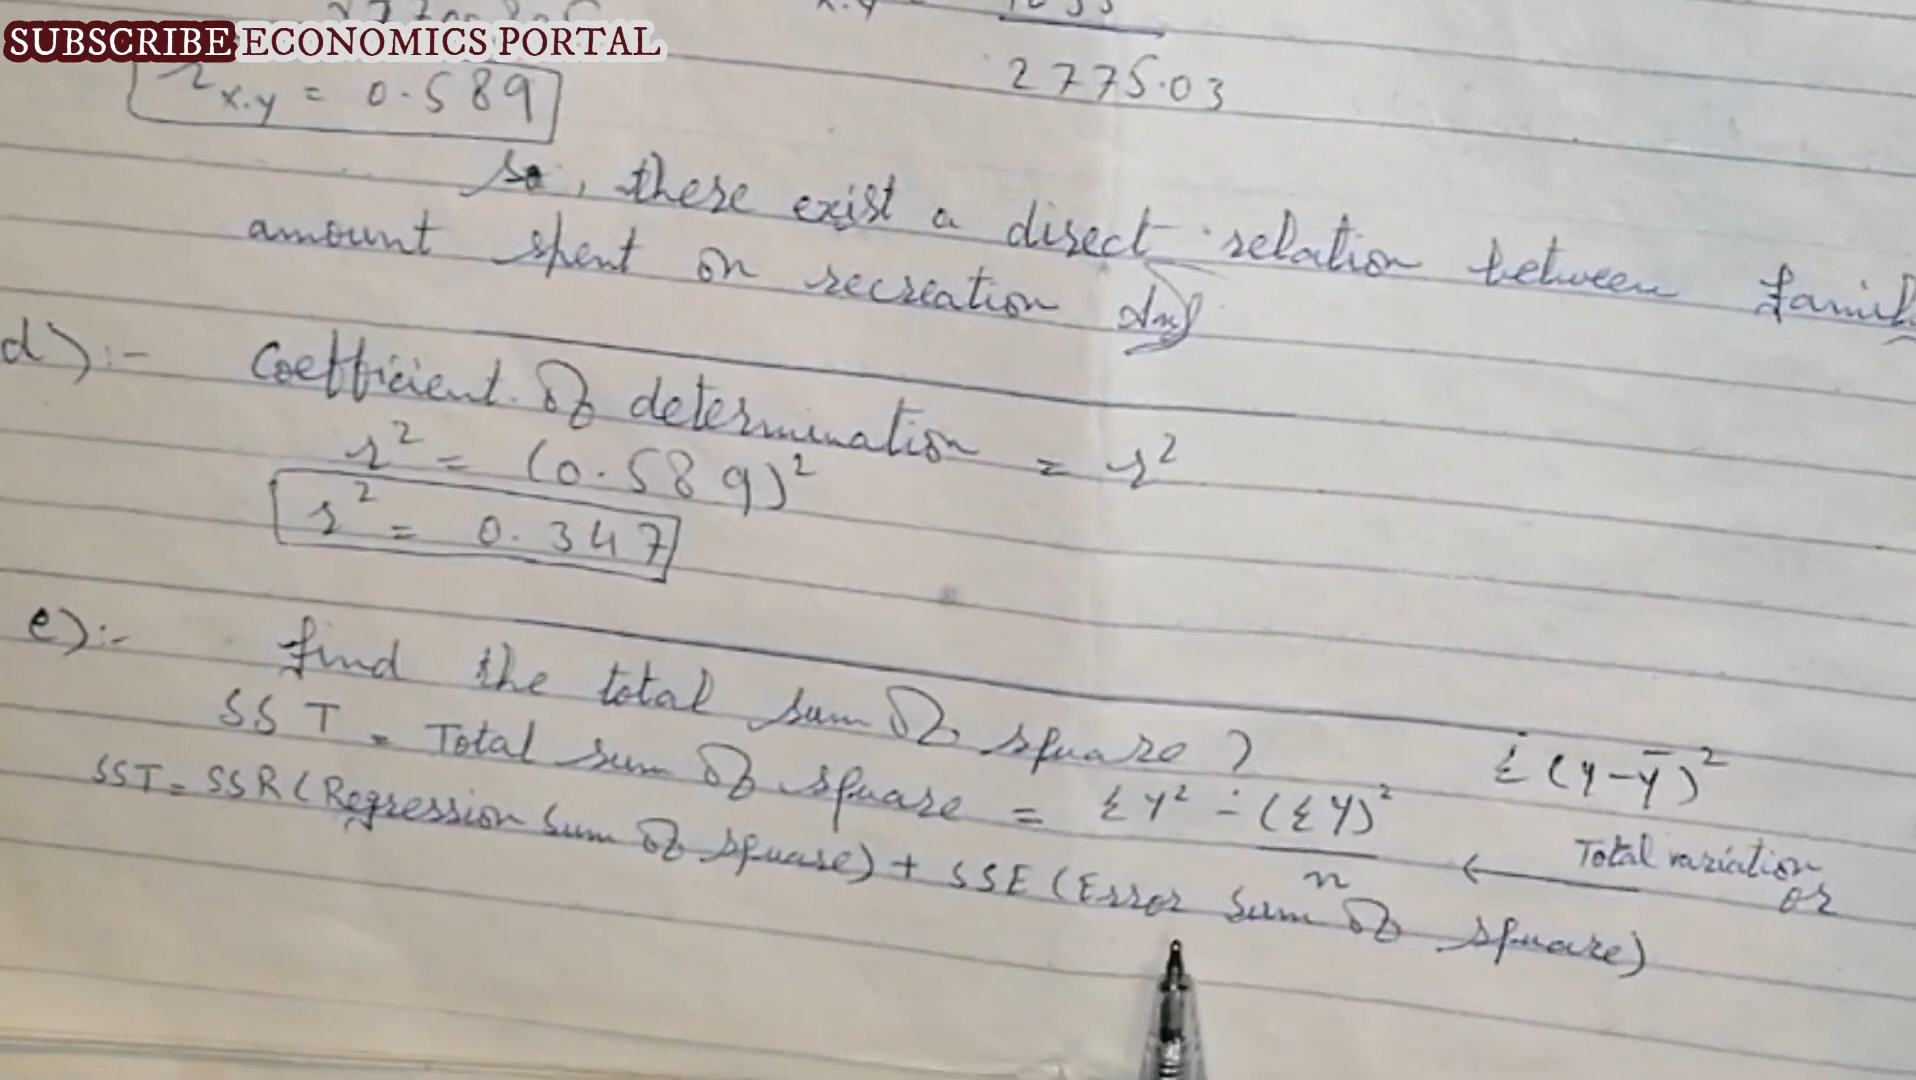 SUBSCRIBE ECONOMICS PORTAL
2775.03
r x.y = 0.589
so, there exist a direct relation between family
amount spent on recreation Ans
d):- Coefficient of determination = r²
r² = (0.589)²
r² = 0.347
e):- find the total sum of square?
Σ(y-ȳ)²
SST = Total sum of square = ΣY² - (ΣY)²
n
Total variation
or
SST = SSR (Regression sum of square) + SSE (Error sum of square)